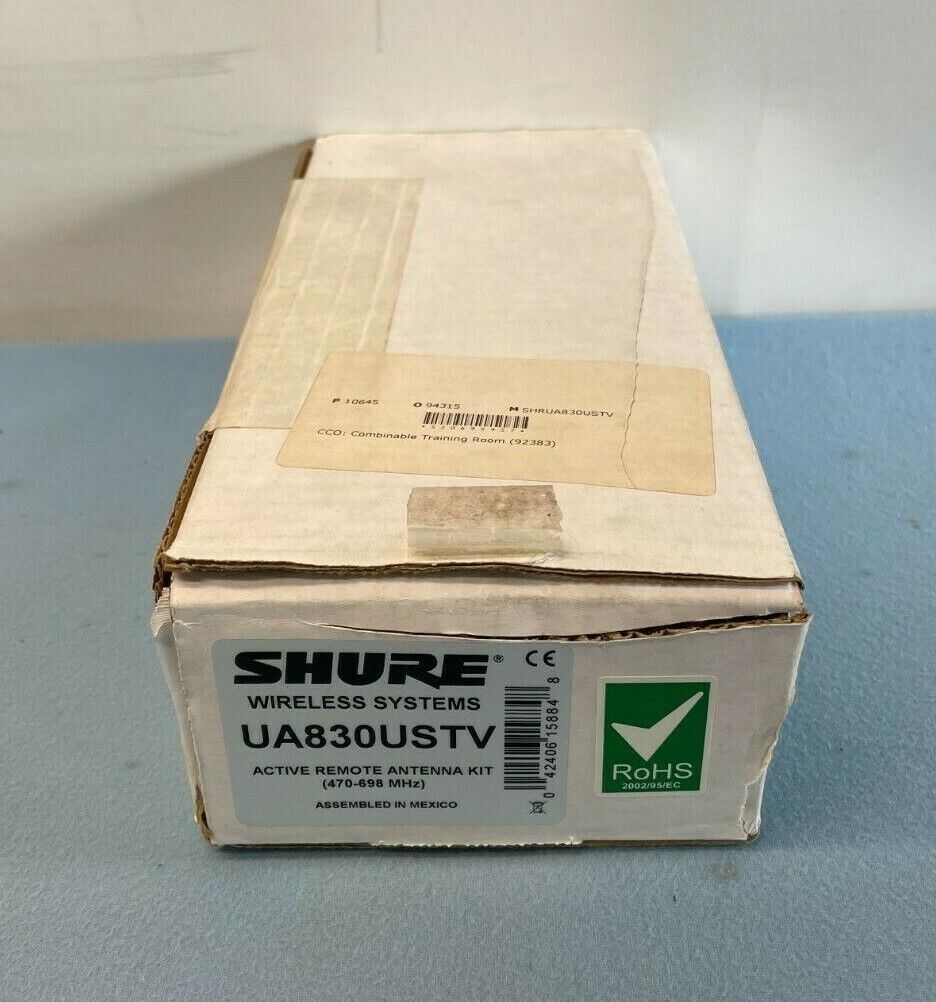 P 10645 O 94315 M SHRUA830USTV
*520695957*
CCO: Combinable Training Room (92383)
SHURE® CE
WIRELESS SYSTEMS
UA830USTV
ACTIVE REMOTE ANTENNA KIT
(470-698 MHz)
ASSEMBLED IN MEXICO
0 42406 15884 8
RoHS
2002/95/EC